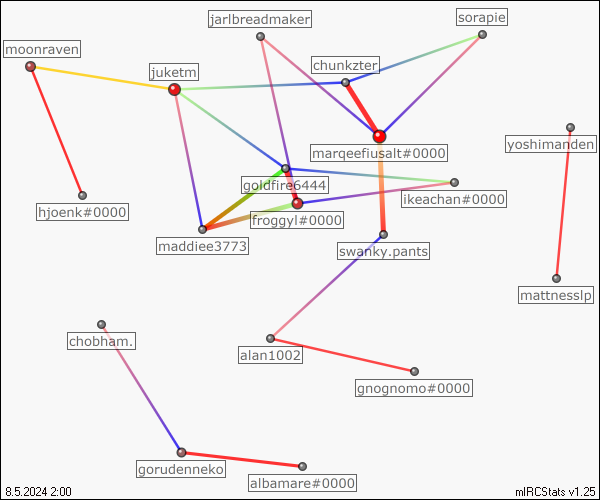 jarlbreadmaker
sorapie
moonraven
chunkzter
juketm
marqeefiusalt#0000
yoshimanden
goldfire6444
ikeachan#0000
hjoenk#0000
froggyl#0000
maddiee3773
swanky.pants
mattnesslp
chobham.
alan1002
gnognomo#0000
gorudenneko
albamare#0000
8.5.2024 2:00
mIRCStats v1.25